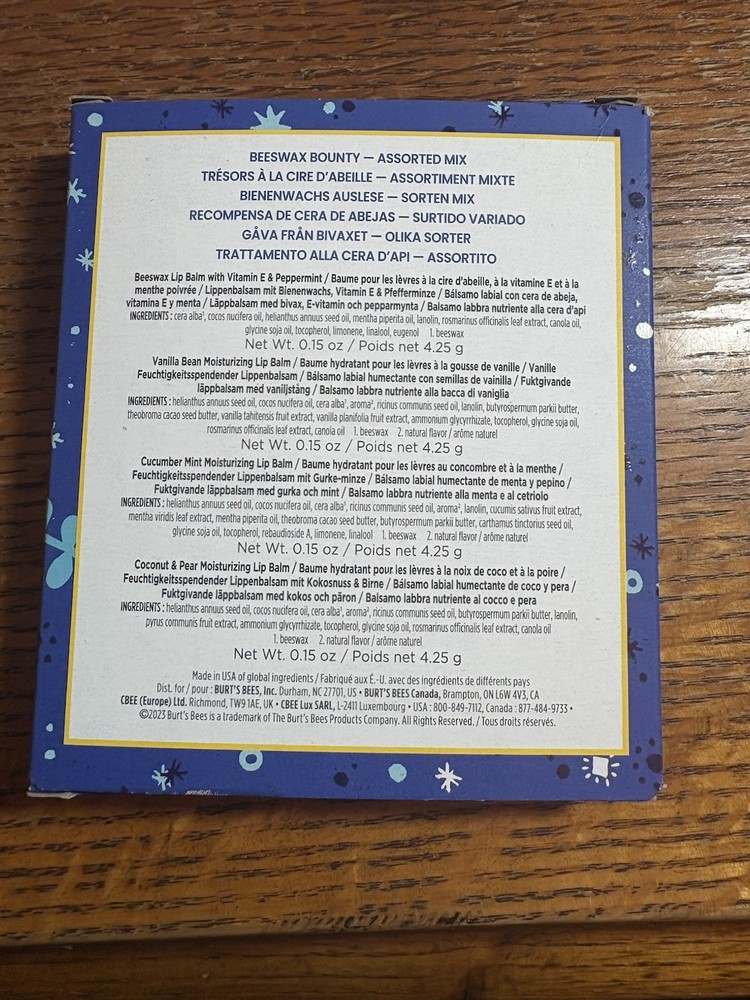 BEESWAX BOUNTY — ASSORTED MIX
TRÉSORS À LA CIRE D'ABEILLE — ASSORTIMENT MIXTE
BIENENWACHS AUSLESE — SORTEN MIX
RECOMPENSA DE CERA DE ABEJAS — SURTIDO VARIADO
GÅVA FRÅN BIVAXET — OLIKA SORTER
TRATTAMENTO ALLA CERA D'API — ASSORTITO
Beeswax Lip Balm with Vitamin E & Peppermint / Baume pour les lèvres à la cire d'abeille, à la vitamine E et à la
menthe poivrée / Lippenbalsam mit Bienenwachs, Vitamin E & Pfefferminze / Bálsamo labial con cera de abeja,
vitamina E y menta / Läppbalsam med bivax, E-vitamin och pepparmynta / Balsamo labbra nutriente alla cera d'api
INGREDIENTS : cera alba¹, cocos nucifera oil, helianthus annuus seed oil, mentha piperita oil, lanolin, rosmarinus officinalis leaf extract, canola oil,
glycine soja oil, tocopherol, limonene, linalool, eugenol 1. beeswax
Net Wt. 0.15 oz / Poids net 4.25 g
Vanilla Bean Moisturizing Lip Balm / Baume hydratant pour les lèvres à la gousse de vanille / Vanille
Feuchtigkeitsspendender Lippenbalsam / Bálsamo labial humectante con semillas de vainilla / Fuktgivande
läppbalsam med vaniljstång / Balsamo labbra nutriente alla bacca di vaniglia
INGREDIENTS : helianthus annuus seed oil, cocos nucifera oil, cera alba¹, aroma², ricinus communis seed oil, lanolin, butyrospermum parkii butter,
theobroma cacao seed butter, vanilla tahitensis fruit extract, vanilla planifolia fruit extract, ammonium glycyrrhizate, tocopherol, glycine soja oil,
rosmarinus officinalis leaf extract, canola oil 1. beeswax 2. natural flavor / arôme naturel
Net Wt. 0.15 oz / Poids net 4.25 g
Cucumber Mint Moisturizing Lip Balm / Baume hydratant pour les lèvres au concombre et à la menthe /
Feuchtigkeitsspendender Lippenbalsam mit Gurke-minze / Bálsamo labial humectante de menta y pepino /
Fuktgivande läppbalsam med gurka och mint / Balsamo labbra nutriente alla menta e al cetriolo
INGREDIENTS : helianthus annuus seed oil, cocos nucifera oil, cera alba¹, ricinus communis seed oil, aroma², lanolin, cucumis sativus fruit extract,
mentha viridis leaf extract, mentha piperita oil, theobroma cacao seed butter, butyrospermum parkii butter, carthamus tinctorius seed oil,
glycine soja oil, tocopherol, rebaudioside A, limonene, linalool 1. beeswax 2. natural flavor / arôme naturel
Net Wt. 0.15 oz / Poids net 4.25 g
Coconut & Pear Moisturizing Lip Balm / Baume hydratant pour les lèvres à la noix de coco et à la poire /
Feuchtigkeitsspendender Lippenbalsam mit Kokosnuss & Birne / Bálsamo labial humectante de coco y pera /
Fuktgivande läppbalsam med kokos och päron / Balsamo labbra nutriente al cocco e pera
INGREDIENTS : helianthus annuus seed oil, cocos nucifera oil, cera alba¹, aroma², ricinus communis seed oil, butyrospermum parkii butter, lanolin,
pyrus communis fruit extract, ammonium glycyrrhizate, tocopherol, glycine soja oil, rosmarinus officinalis leaf extract, canola oil
1. beeswax 2. natural flavor / arôme naturel
Net Wt. 0.15 oz / Poids net 4.25 g
Made in USA of global ingredients / Fabriqué aux É.-U. avec des ingredients de différents pays
Dist. for / pour : BURT'S BEES, Inc. Durham, NC 27701, US • BURT'S BEES Canada, Brampton, ON L6W 4V3, CA
CBEE (Europe) Ltd. Richmond, TW9 1AE, UK • CBEE Lux SARL, L-2411 Luxembourg • USA : 800-849-7112, Canada : 877-484-9733 •
©2023 Burt's Bees is a trademark of The Burt's Bees Products Company. All Rights Reserved. / Tous droits réservés.